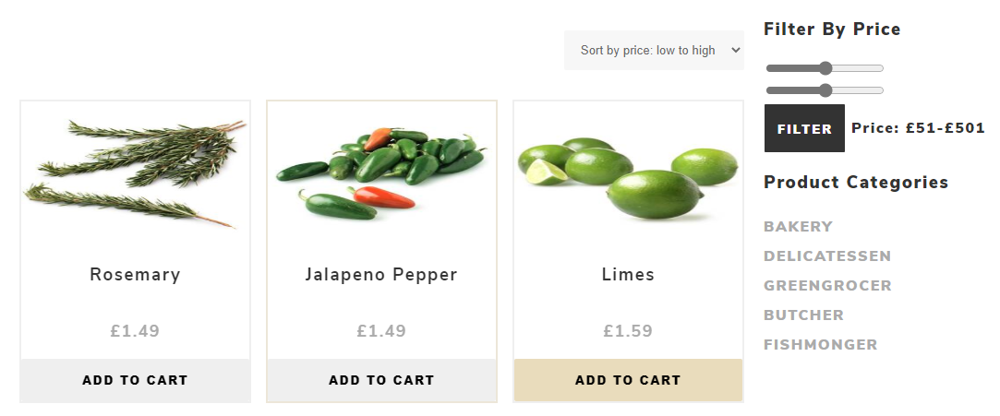 Sort by price: low to high
Rosemary
£1.49
ADD TO CART
Jalapeno Pepper
£1.49
ADD TO CART
Limes
£1.59
ADD TO CART
Filter By Price
FILTER Price: £51-£501
Product Categories
BAKERY
DELICATESSEN
GREENGROCER
BUTCHER
FISHMONGER